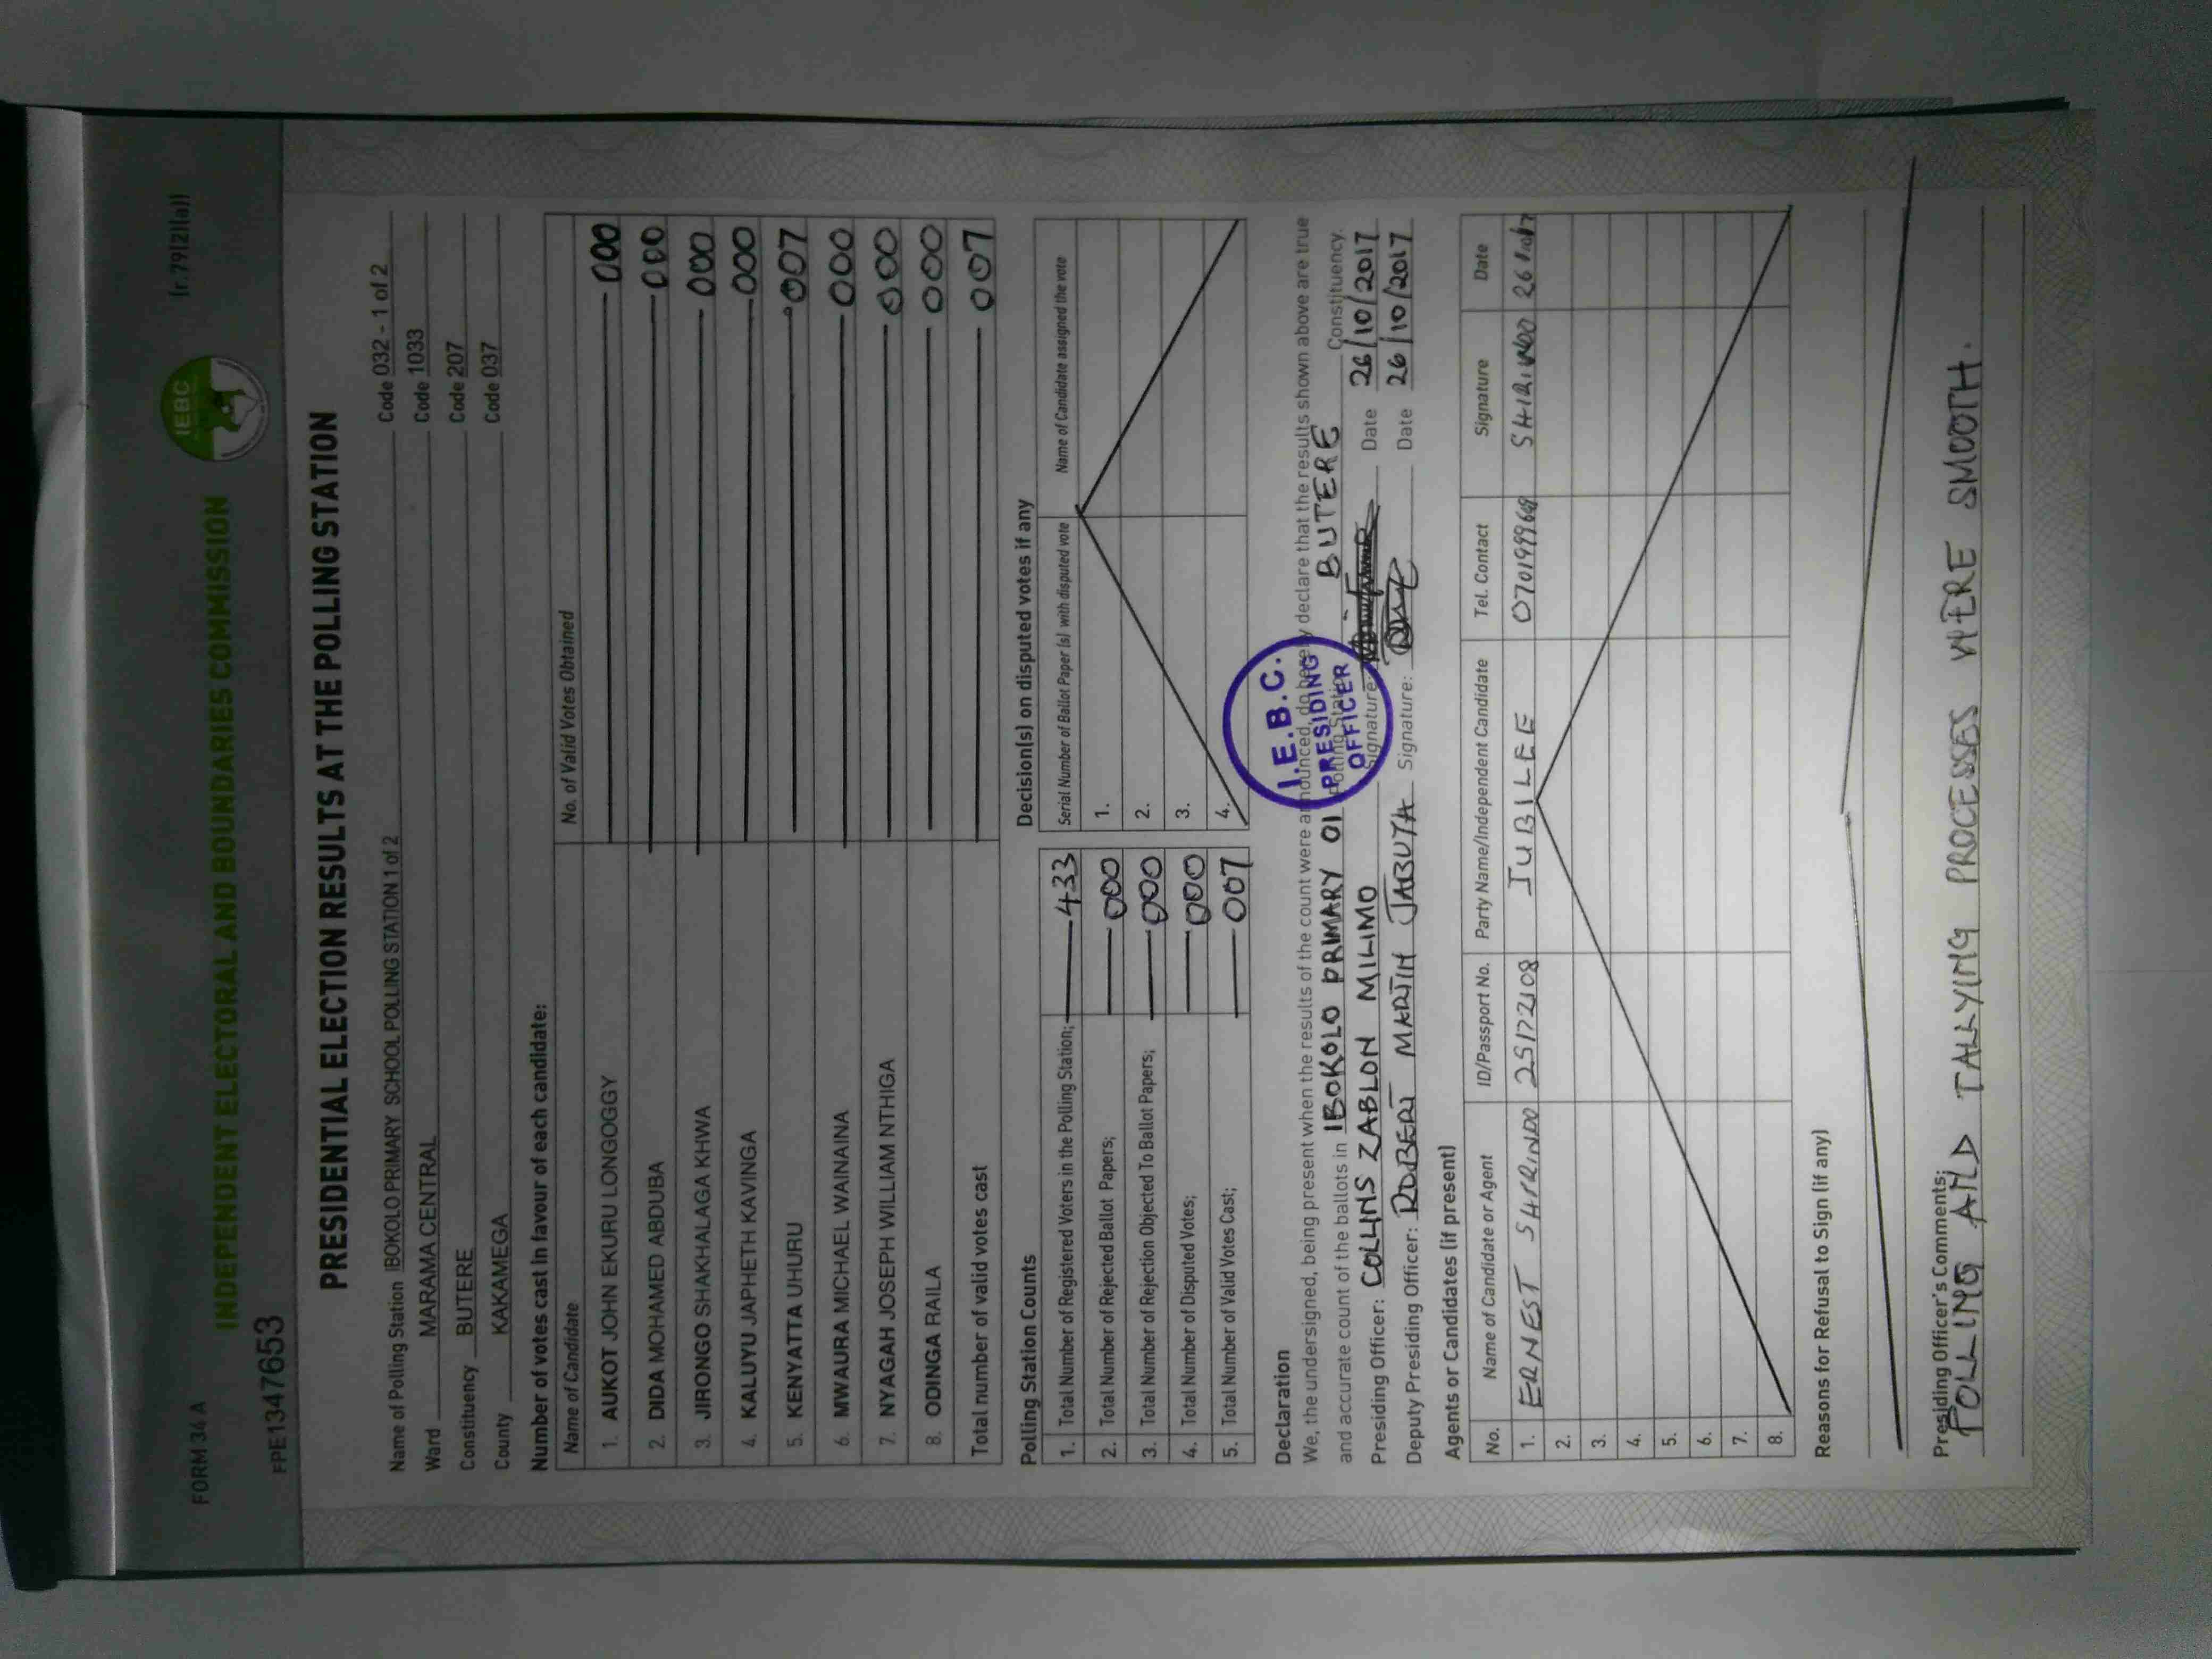 FORM 34 A
(r.79(2)(a))
IEBC
INDEPENDENT ELECTORAL AND BOUNDARIES COMMISSION
FPE1347653
PRESIDENTIAL ELECTION RESULTS AT THE POLLING STATION
Name of Polling Station IBOKOLO PRIMARY SCHOOL POLLING STATION 1 of 2 Code 032 - 1 of 2
Ward MARAMA CENTRAL Code 1033
Constituency BUTERE Code 207
County KAKAMEGA Code 037
Number of votes cast in favour of each candidate:
Name of Candidate No. of Valid Votes Obtained
1. AUKOT JOHN EKURU LONGOGGY 000
2. DIDA MOHAMED ABDUBA 000
3. JIRONGO SHAKHALAGA KHWA 000
4. KALUYU JAPHETH KAVINGA 000
5. KENYATTA UHURU 007
6. MWAURA MICHAEL WAINAINA 000
7. NYAGAH JOSEPH WILLIAM NTHIGA 000
8. ODINGA RAILA 000
Total number of valid votes cast 007
Polling Station Counts
1. Total Number of Registered Voters in the Polling Station; 433
2. Total Number of Rejected Ballot Papers; 000
3. Total Number of Rejection Objected To Ballot Papers; 000
4. Total Number of Disputed Votes; 000
5. Total Number of Valid Votes Cast; 007
Decision(s) on disputed votes if any
Serial Number of Ballot Paper (s) with disputed vote Name of Candidate assigned the vote
1.
2.
3.
4.
Declaration
We, the undersigned, being present when the results of the count were announced, do hereby declare that the results shown above are true
and accurate count of the ballots in IBOKOLO PRIMARY 01 Polling Station BUTERE Constituency.
Presiding Officer: COLLINS ZABLON MILIMO Signature: Date 26/10/2017
Deputy Presiding Officer: ROBERT MARTIN JABUTA Signature: Date 26/10/2017
I.E.B.C.
PRESIDING
OFFICER
Agents or Candidates (if present)
No. Name of Candidate or Agent ID/Passport No. Party Name/Independent Candidate Tel. Contact Signature Date
1. ERNEST SHIRINDO 25172108 JUBILEE SHIRINDO
2.
3.
4.
5.
6.
7.
8.
Reasons for Refusal to Sign (if any)
Presiding Officer's Comments;
POLLING AND TALLYING PROCESSES WERE SMOOTH.